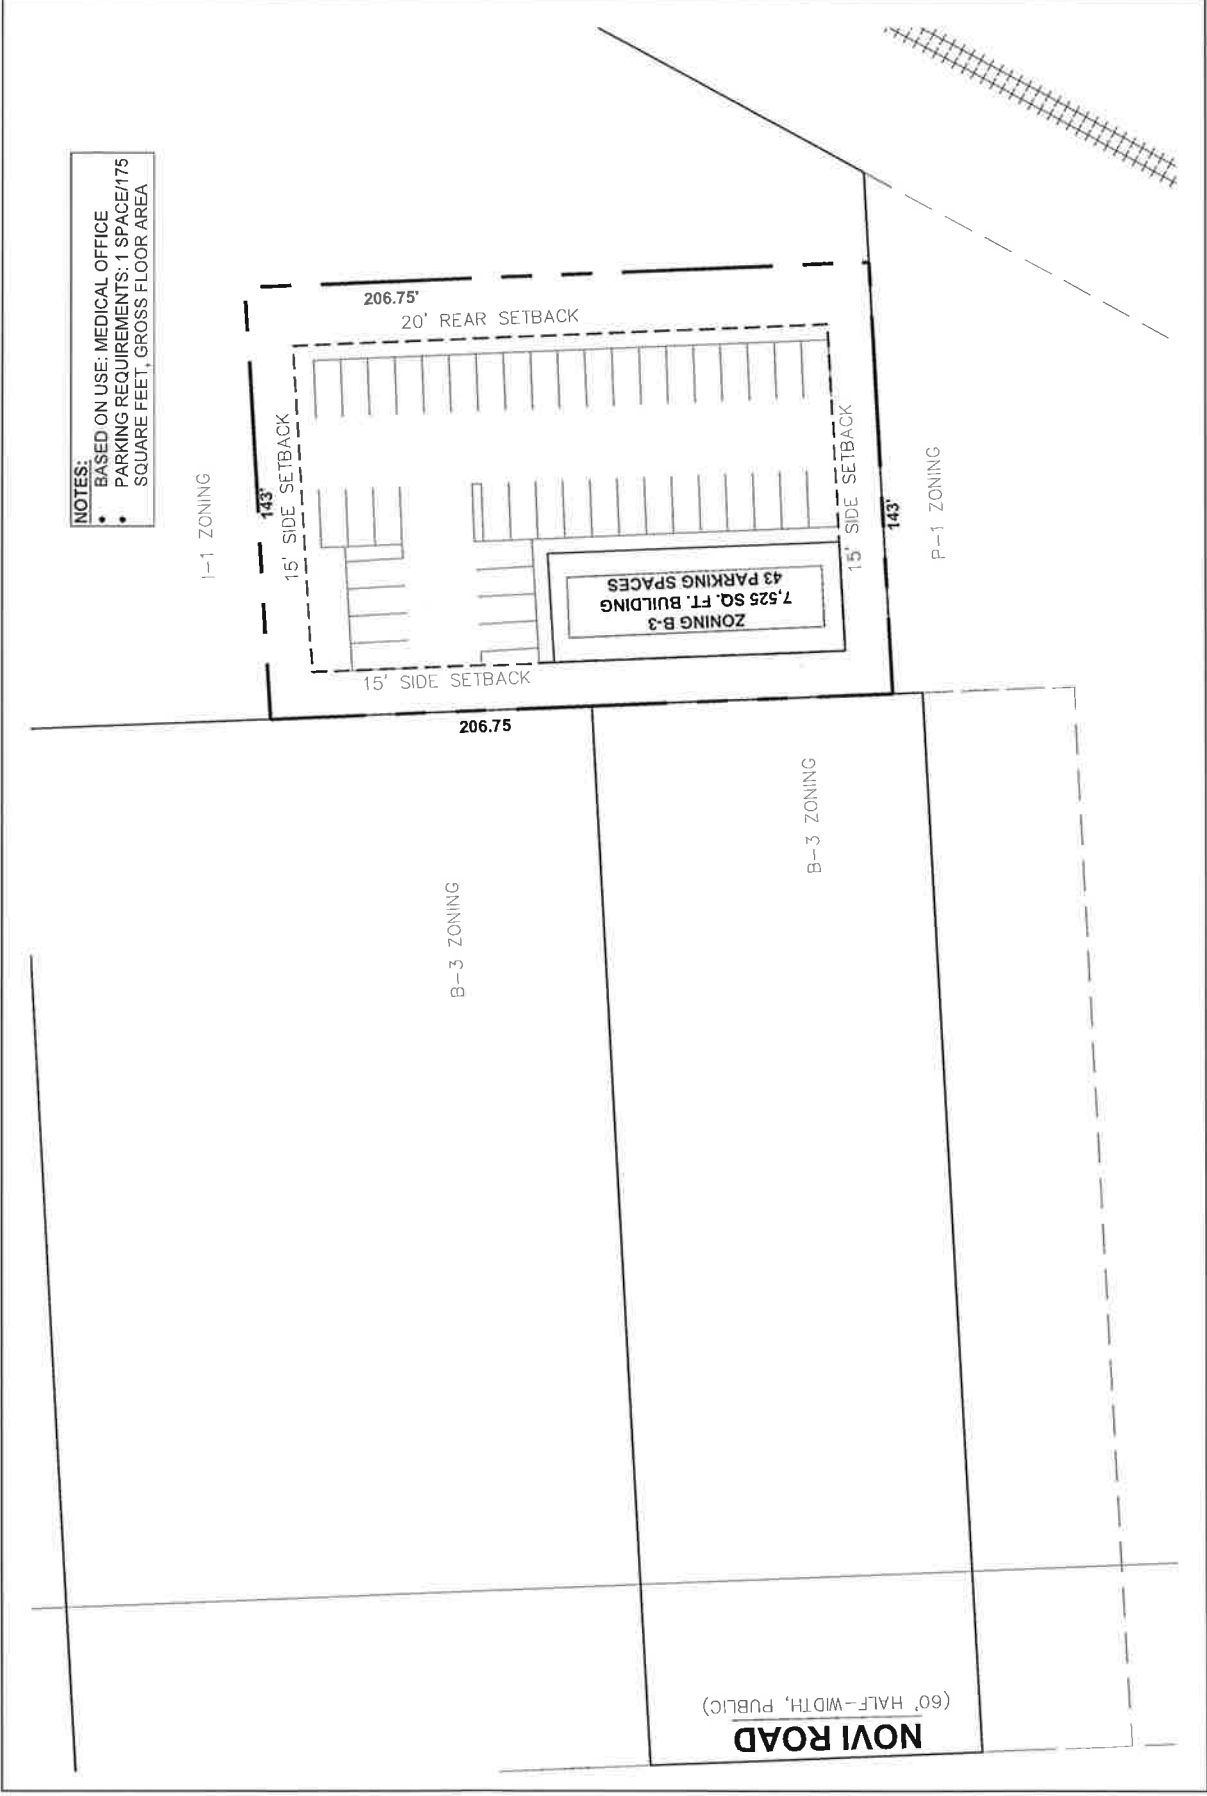 NOTES:
• BASED ON USE: MEDICAL OFFICE
• PARKING REQUIREMENTS: 1 SPACE/175
SQUARE FEET, GROSS FLOOR AREA
I-1 ZONING
143'
15' SIDE SETBACK
206.75'
20' REAR SETBACK
ZONING B-3
7,525 SQ. FT. BUILDING
43 PARKING SPACES
15' SIDE SETBACK
143'
P-1 ZONING
15' SIDE SETBACK
206.75
B-3 ZONING
B-3 ZONING
NOVI ROAD
(60' HALF-WIDTH, PUBLIC)